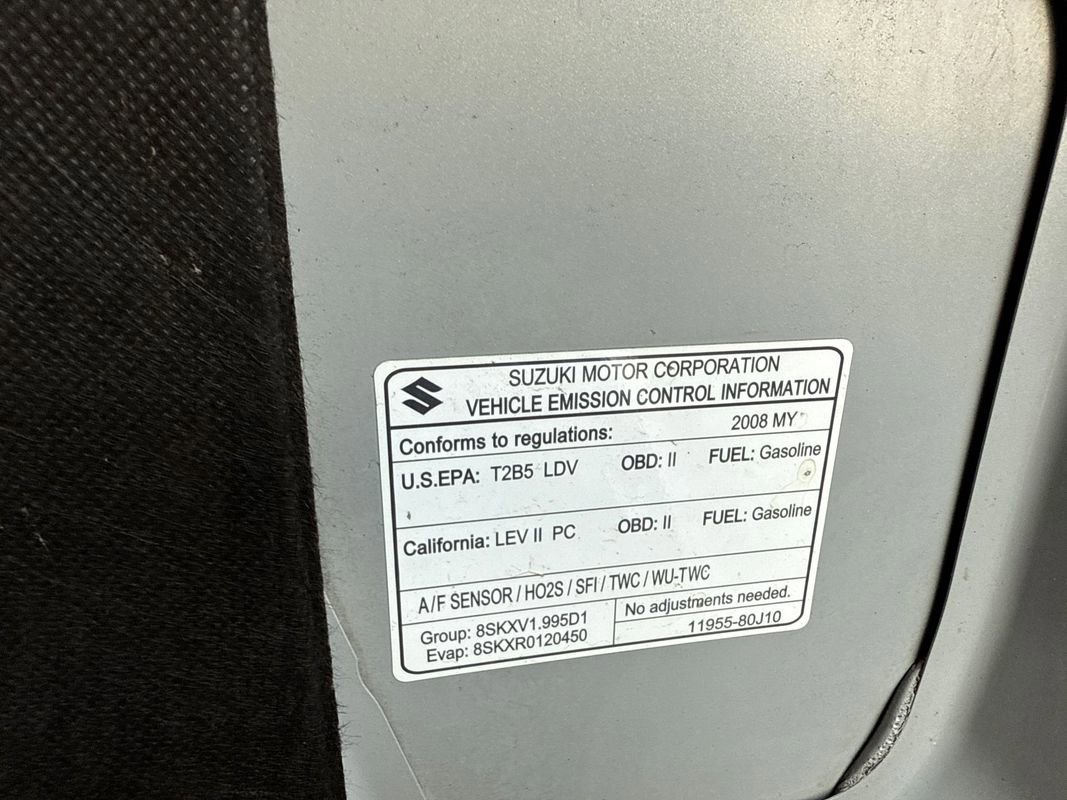 SUZUKI MOTOR CORPORATION
VEHICLE EMISSION CONTROL INFORMATION
Conforms to regulations: 2008 MY
U.S.EPA: T2B5 LDV OBD: II FUEL: Gasoline
California: LEV II PC OBD: II FUEL: Gasoline
A/F SENSOR / HO2S / SFI / TWC / WU-TWC
Group: 8SKXV1.995D1
Evap: 8SKXR0120450
No adjustments needed.
11955-80J10